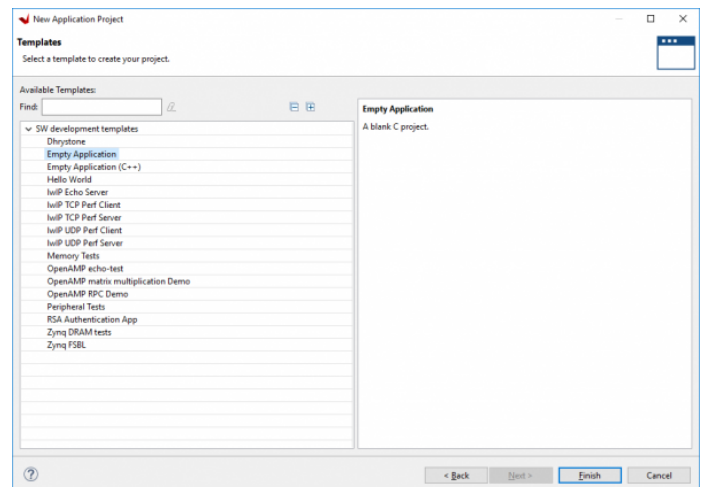 New Application Project
Templates
Select a template to create your project.
Available Templates:
Find:
SW development templates
Dhrystone
Empty Application
Empty Application (C++)
Hello World
lwIP Echo Server
lwIP TCP Perf Client
lwIP TCP Perf Server
lwIP UDP Perf Client
lwIP UDP Perf Server
Memory Tests
OpenAMP echo-test
OpenAMP matrix multiplication Demo
OpenAMP RPC Demo
Peripheral Tests
RSA Authentication App
Zynq DRAM tests
Zynq FSBL
Empty Application
A blank C project.
< Back Next > Finish Cancel